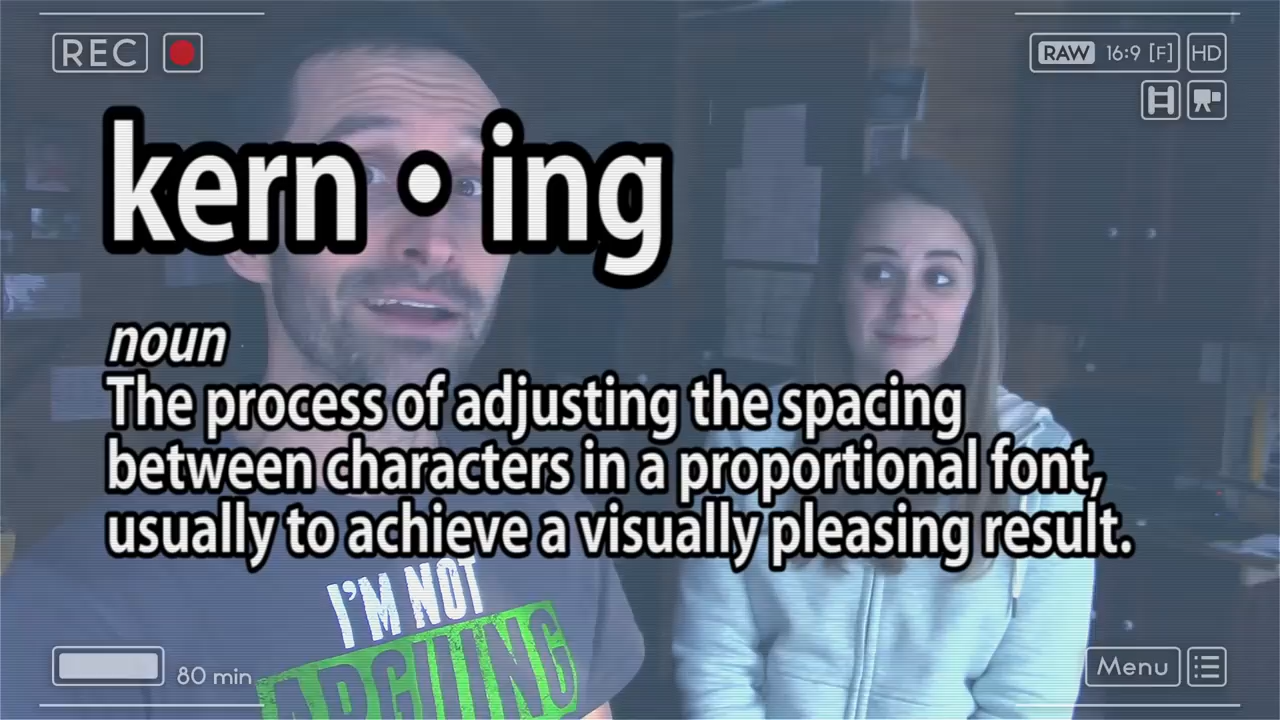 REC
RAW 16:9 [F] HD
kern • ing
noun
The process of adjusting the spacing
between characters in a proportional font,
usually to achieve a visually pleasing result.
I'M NOT
ARGUING
80 min
Menu